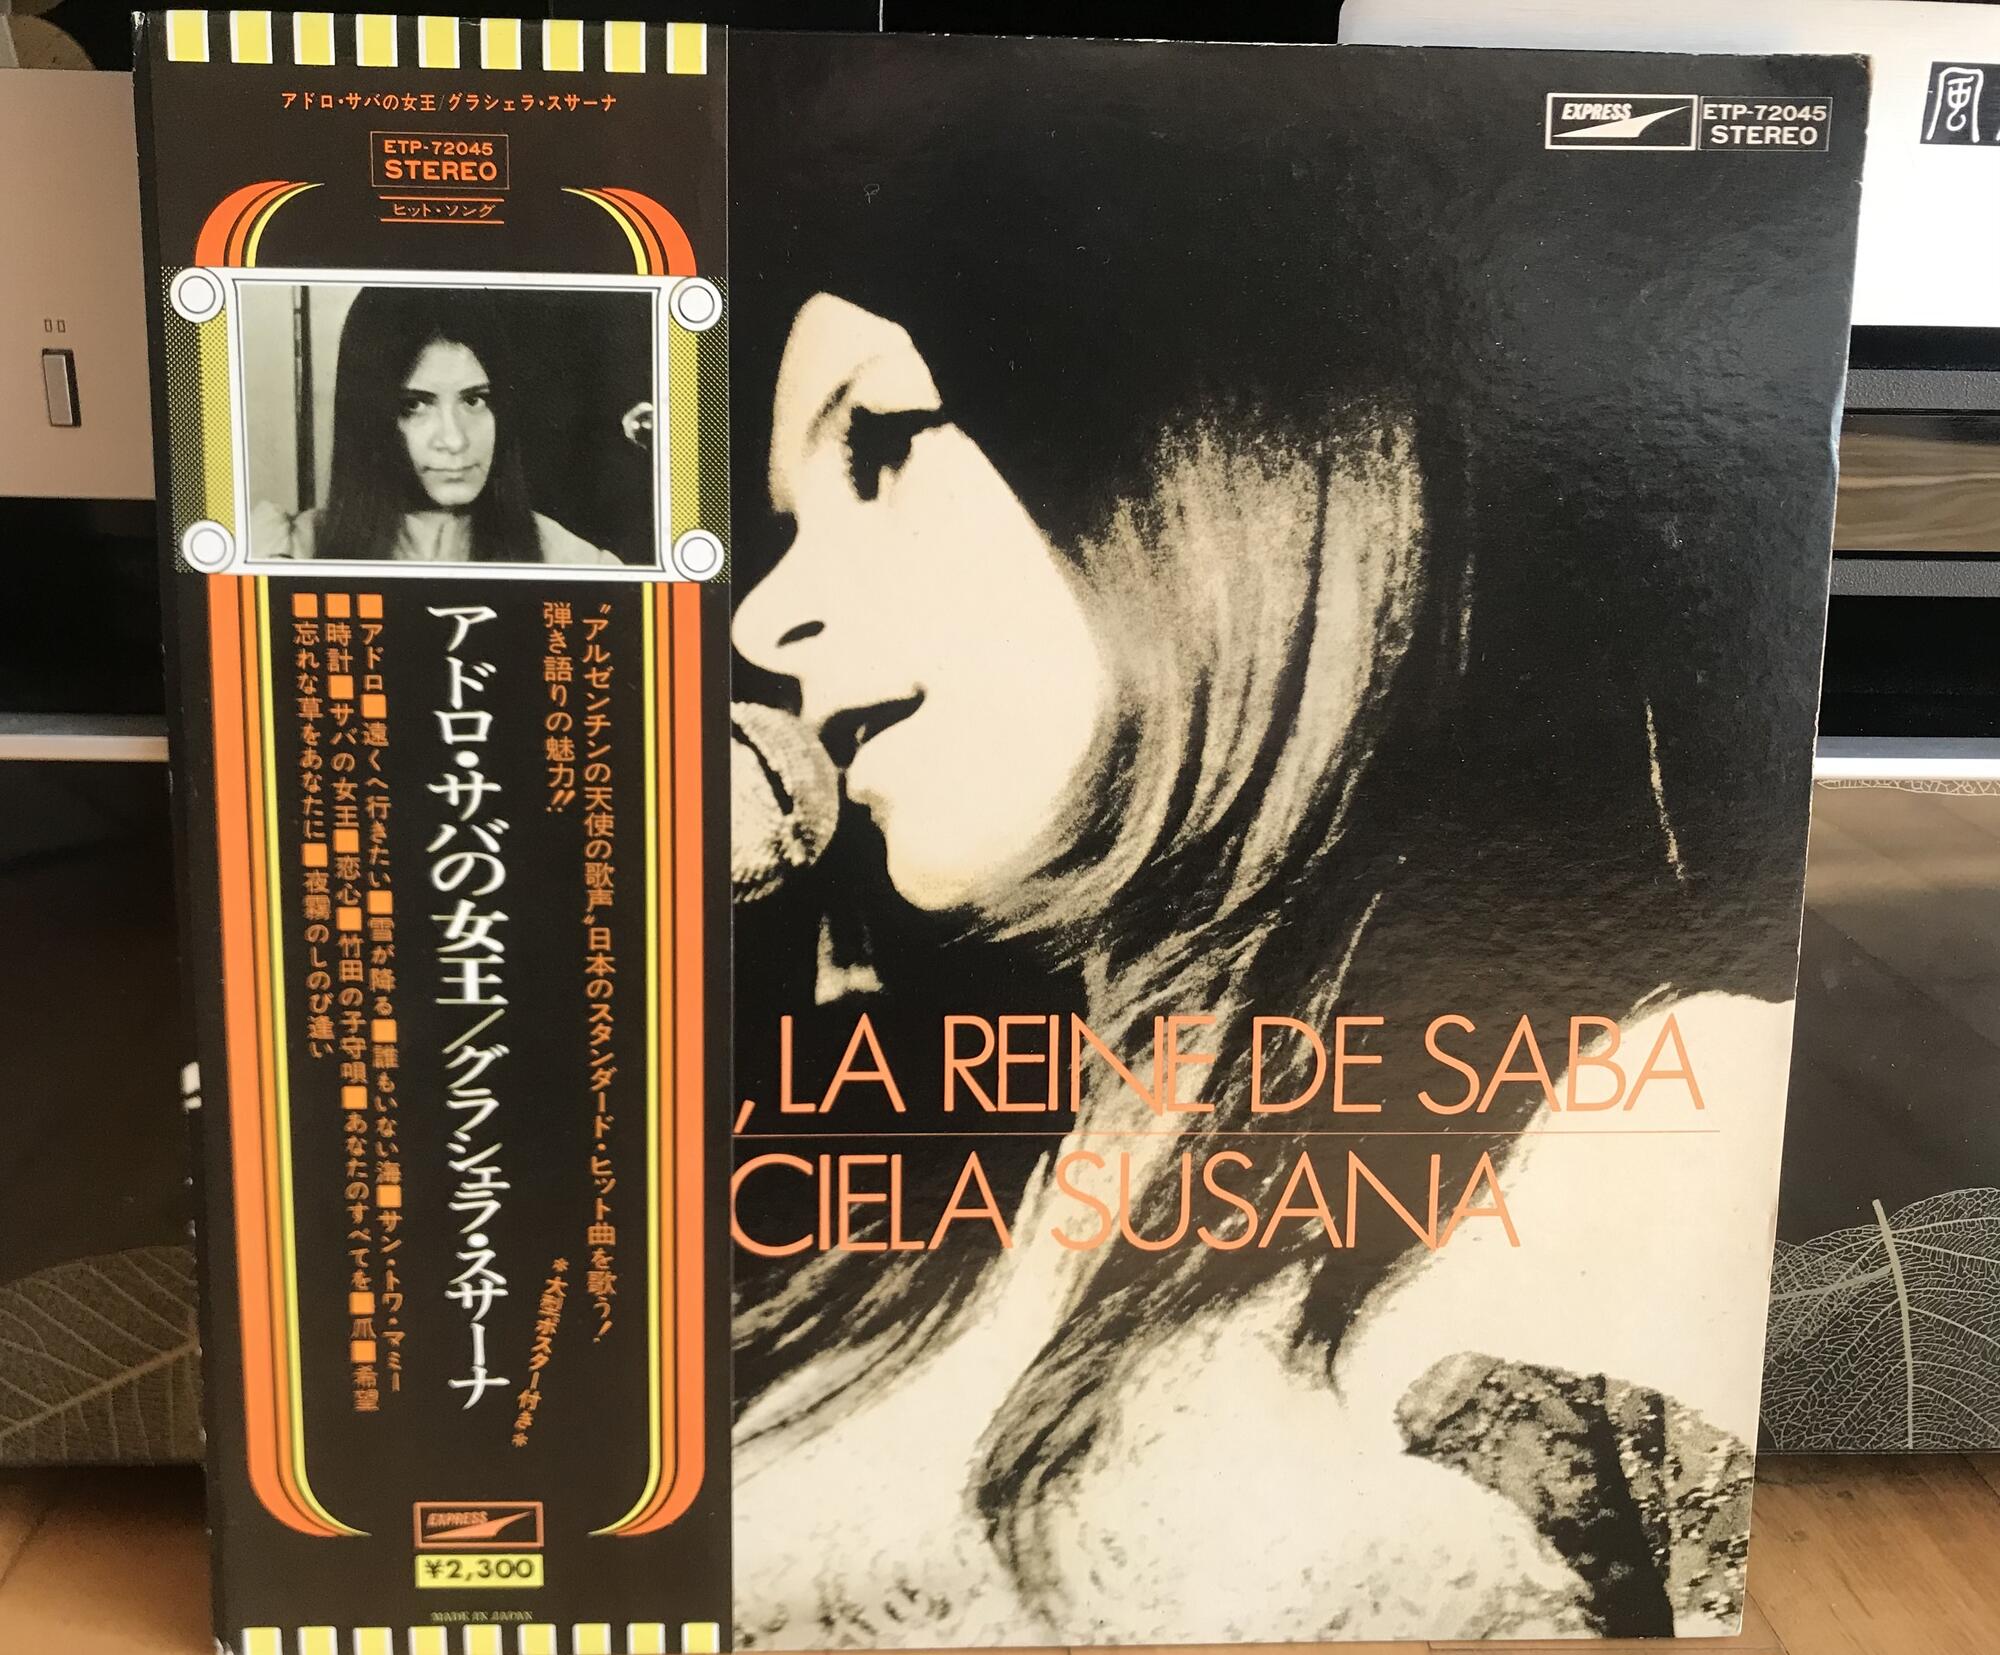 アドロ・サバの女王/グラシェラ・スサーナ
ETP-72045
STEREO
ヒット・ソング
〝アルゼンチンの天使の歌声〟日本のスタンダード・ヒット曲を歌う!
弾き語りの魅力!!
*大型ポスター付き*
アドロ・サバの女王/グラシェラ・スサーナ
■アドロ■遠くへ行きたい■雪が降る■誰もいない海■サン・トワ・マミー
■時計■サバの女王■恋心■竹田の子守唄■あなたのすべてを■爪■希望
■忘れな草をあなたに■夜霧のしのび逢い
EXPRESS
¥2,300
MADE IN JAPAN
EXPRESS
ETP-72045
STEREO
, LA REINE DE SABA
CIELA SUSANA
風